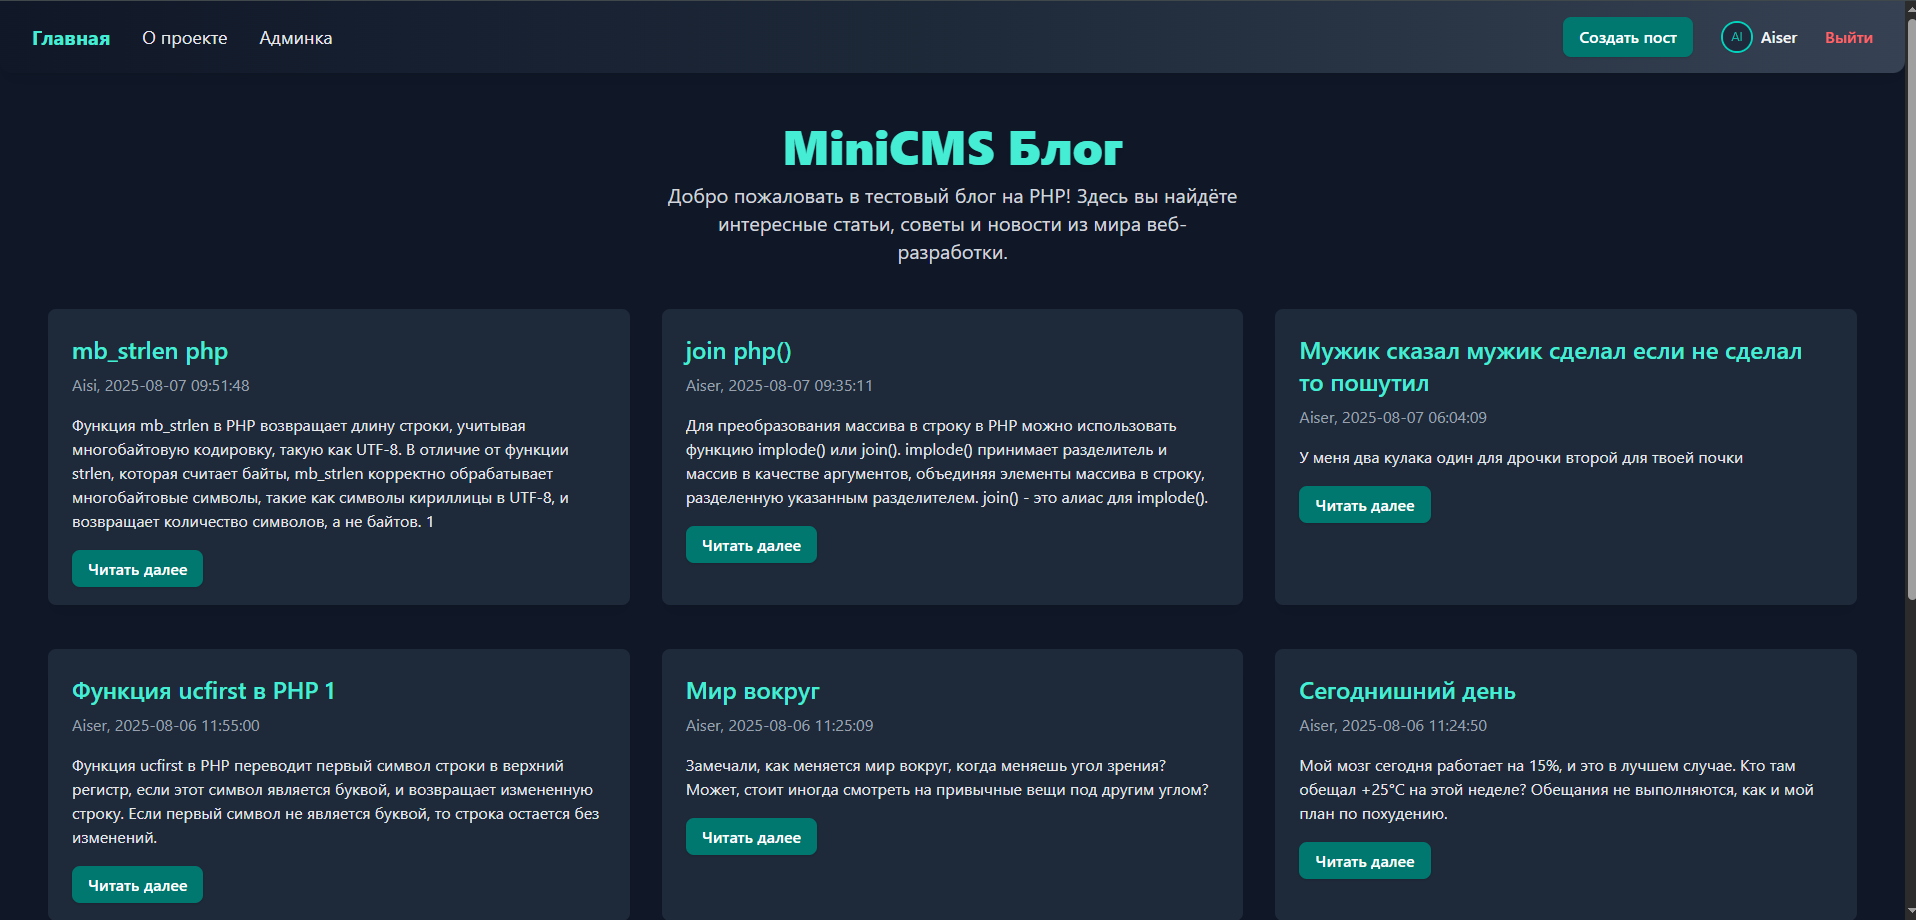 Главная О проекте Админка Создать пост AI Aiser Выйти
MiniCMS Блог
Добро пожаловать в тестовый блог на PHP! Здесь вы найдёте
интересные статьи, советы и новости из мира веб-
разработки.
mb_strlen php
Aisi, 2025-08-07 09:51:48
Функция mb_strlen в PHP возвращает длину строки, учитывая
многобайтовую кодировку, такую как UTF-8. В отличие от функции
strlen, которая считает байты, mb_strlen корректно обрабатывает
многобайтовые символы, такие как символы кириллицы в UTF-8, и
возвращает количество символов, а не байтов. 1
Читать далее
join php()
Aiser, 2025-08-07 09:35:11
Для преобразования массива в строку в PHP можно использовать
функцию implode() или join(). implode() принимает разделитель и
массив в качестве аргументов, объединяя элементы массива в строку,
разделенную указанным разделителем. join() - это алиас для implode().
Читать далее
Мужик сказал мужик сделал если не сделал
то пошутил
Aiser, 2025-08-07 06:04:09
У меня два кулака один для дрочки второй для твоей почки
Читать далее
Функция ucfirst в PHP 1
Aiser, 2025-08-06 11:55:00
Функция ucfirst в PHP переводит первый символ строки в верхний
регистр, если этот символ является буквой, и возвращает измененную
строку. Если первый символ не является буквой, то строка остается без
изменений.
Читать далее
Мир вокруг
Aiser, 2025-08-06 11:25:09
Замечали, как меняется мир вокруг, когда меняешь угол зрения?
Может, стоит иногда смотреть на привычные вещи под другим углом?
Читать далее
Сегоднишний день
Aiser, 2025-08-06 11:24:50
Мой мозг сегодня работает на 15%, и это в лучшем случае. Кто там
обещал +25°C на этой неделе? Обещания не выполняются, как и мой
план по похудению.
Читать далее